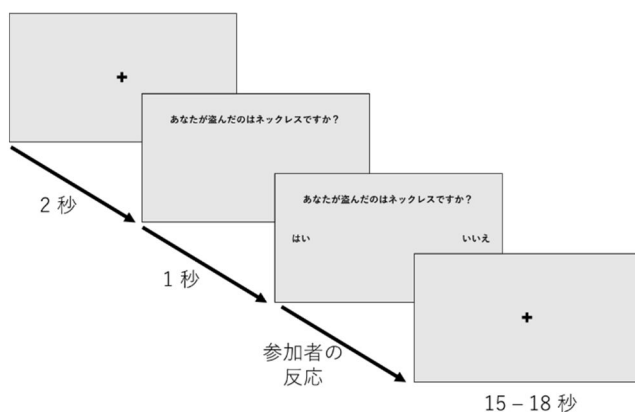 あなたが盗んだのはネックレスですか？
2 秒
あなたが盗んだのはネックレスですか？
はい
いいえ
1 秒
参加者の
反応
15 – 18 秒